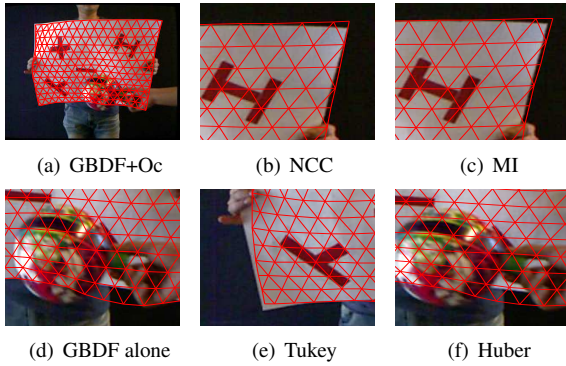 (a) GBDF+Oc
(b) NCC
(c) MI
(d) GBDF alone
(e) Tukey
(f) Huber